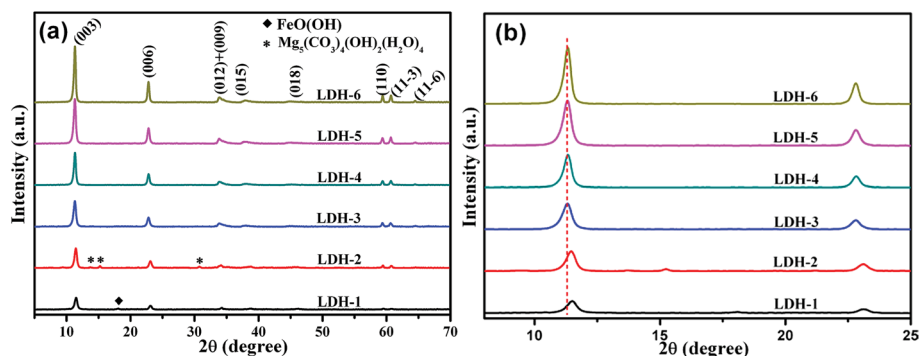 (a)
◆ FeO(OH)
* Mg₅(CO₃)₄(OH)₂(H₂O)₄
(003)
(006)
(012)+(009)
(015)
(018)
(110)
(11-3)
(11-6)
LDH-6
LDH-5
LDH-4
LDH-3
* *
*
LDH-2
◆
LDH-1
Intensity (a.u.)
10 20 30 40 50 60 70
2θ (degree)
(b)
LDH-6
LDH-5
LDH-4
LDH-3
LDH-2
LDH-1
Intensity (a.u.)
10 15 20 25
2θ (degree)